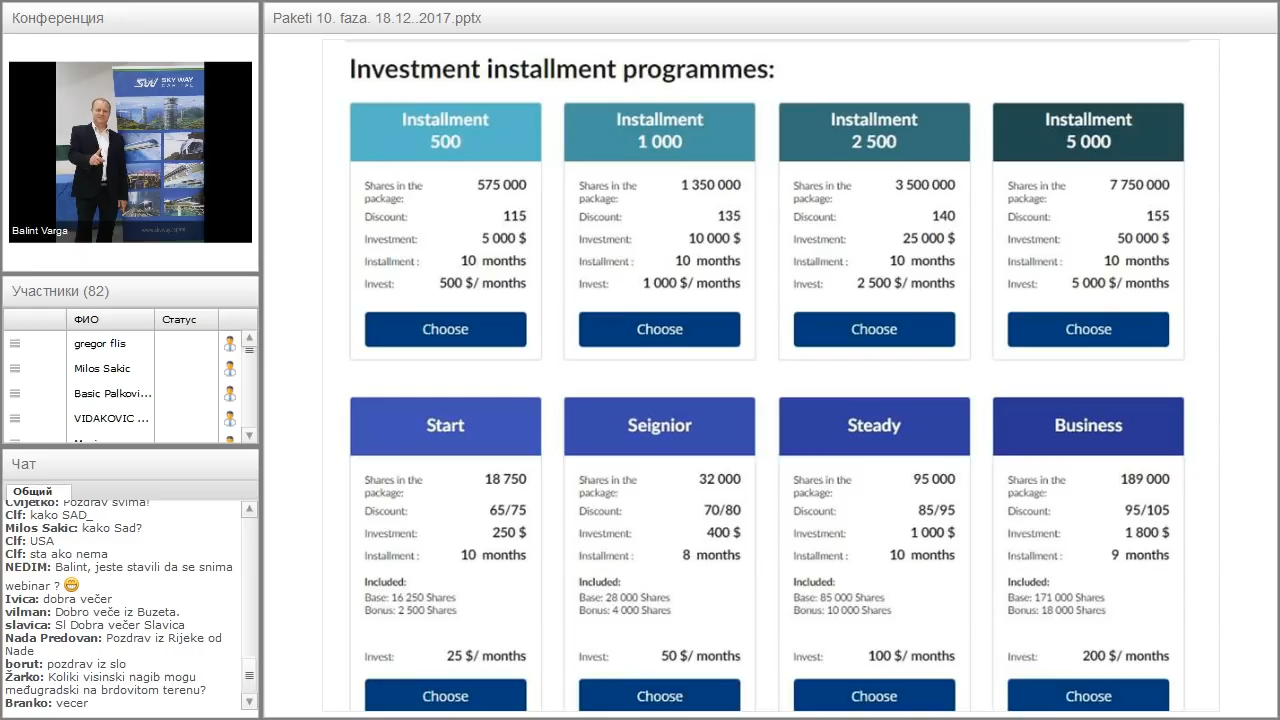 Конференция
SKY WAY
CAPITAL
Balint Varga
Участники (82)
ФИО
Статус
gregor flis
Milos Sakic
Basic Palkovi...
VIDAKOVIC ...
Чат
Общий
Cvijetko: Pozdrav svima!
Clf: kako SAD_
Milos Sakic: kako Sad?
Clf: USA
Clf: sta ako nema
NEDIM: Balint, jeste stavili da se snima
webinar ? 😁
Ivica: dobra večer
vilman: Dobro veče iz Buzeta.
slavica: Sl Dobra večer Slavica
Nada Predovan: Pozdrav iz Rijeke od
Nade
borut: pozdrav iz slo
Žarko: Koliki visinski nagib mogu
međugradski na brdovitom terenu?
Branko: vecer
Paketi 10. faza. 18.12..2017.pptx
Investment installment programmes:
Installment
500
Shares in the
package:
575 000
Discount: 115
Investment: 5 000 $
Installment : 10 months
Invest: 500 $/ months
Choose
Installment
1 000
Shares in the
package:
1 350 000
Discount: 135
Investment: 10 000 $
Installment : 10 months
Invest: 1 000 $/ months
Choose
Installment
2 500
Shares in the
package:
3 500 000
Discount: 140
Investment: 25 000 $
Installment : 10 months
Invest: 2 500 $/ months
Choose
Installment
5 000
Shares in the
package:
7 750 000
Discount: 155
Investment: 50 000 $
Installment : 10 months
Invest: 5 000 $/ months
Choose
Start
Shares in the
package:
18 750
Discount: 65/75
Investment: 250 $
Installment : 10 months
Included:
Base: 16 250 Shares
Bonus: 2 500 Shares
Invest: 25 $/ months
Choose
Seignior
Shares in the
package:
32 000
Discount: 70/80
Investment: 400 $
Installment : 8 months
Included:
Base: 28 000 Shares
Bonus: 4 000 Shares
Invest: 50 $/ months
Choose
Steady
Shares in the
package:
95 000
Discount: 85/95
Investment: 1 000 $
Installment : 10 months
Included:
Base: 85 000 Shares
Bonus: 10 000 Shares
Invest: 100 $/ months
Choose
Business
Shares in the
package:
189 000
Discount: 95/105
Investment: 1 800 $
Installment : 9 months
Included:
Base: 171 000 Shares
Bonus: 18 000 Shares
Invest: 200 $/ months
Choose